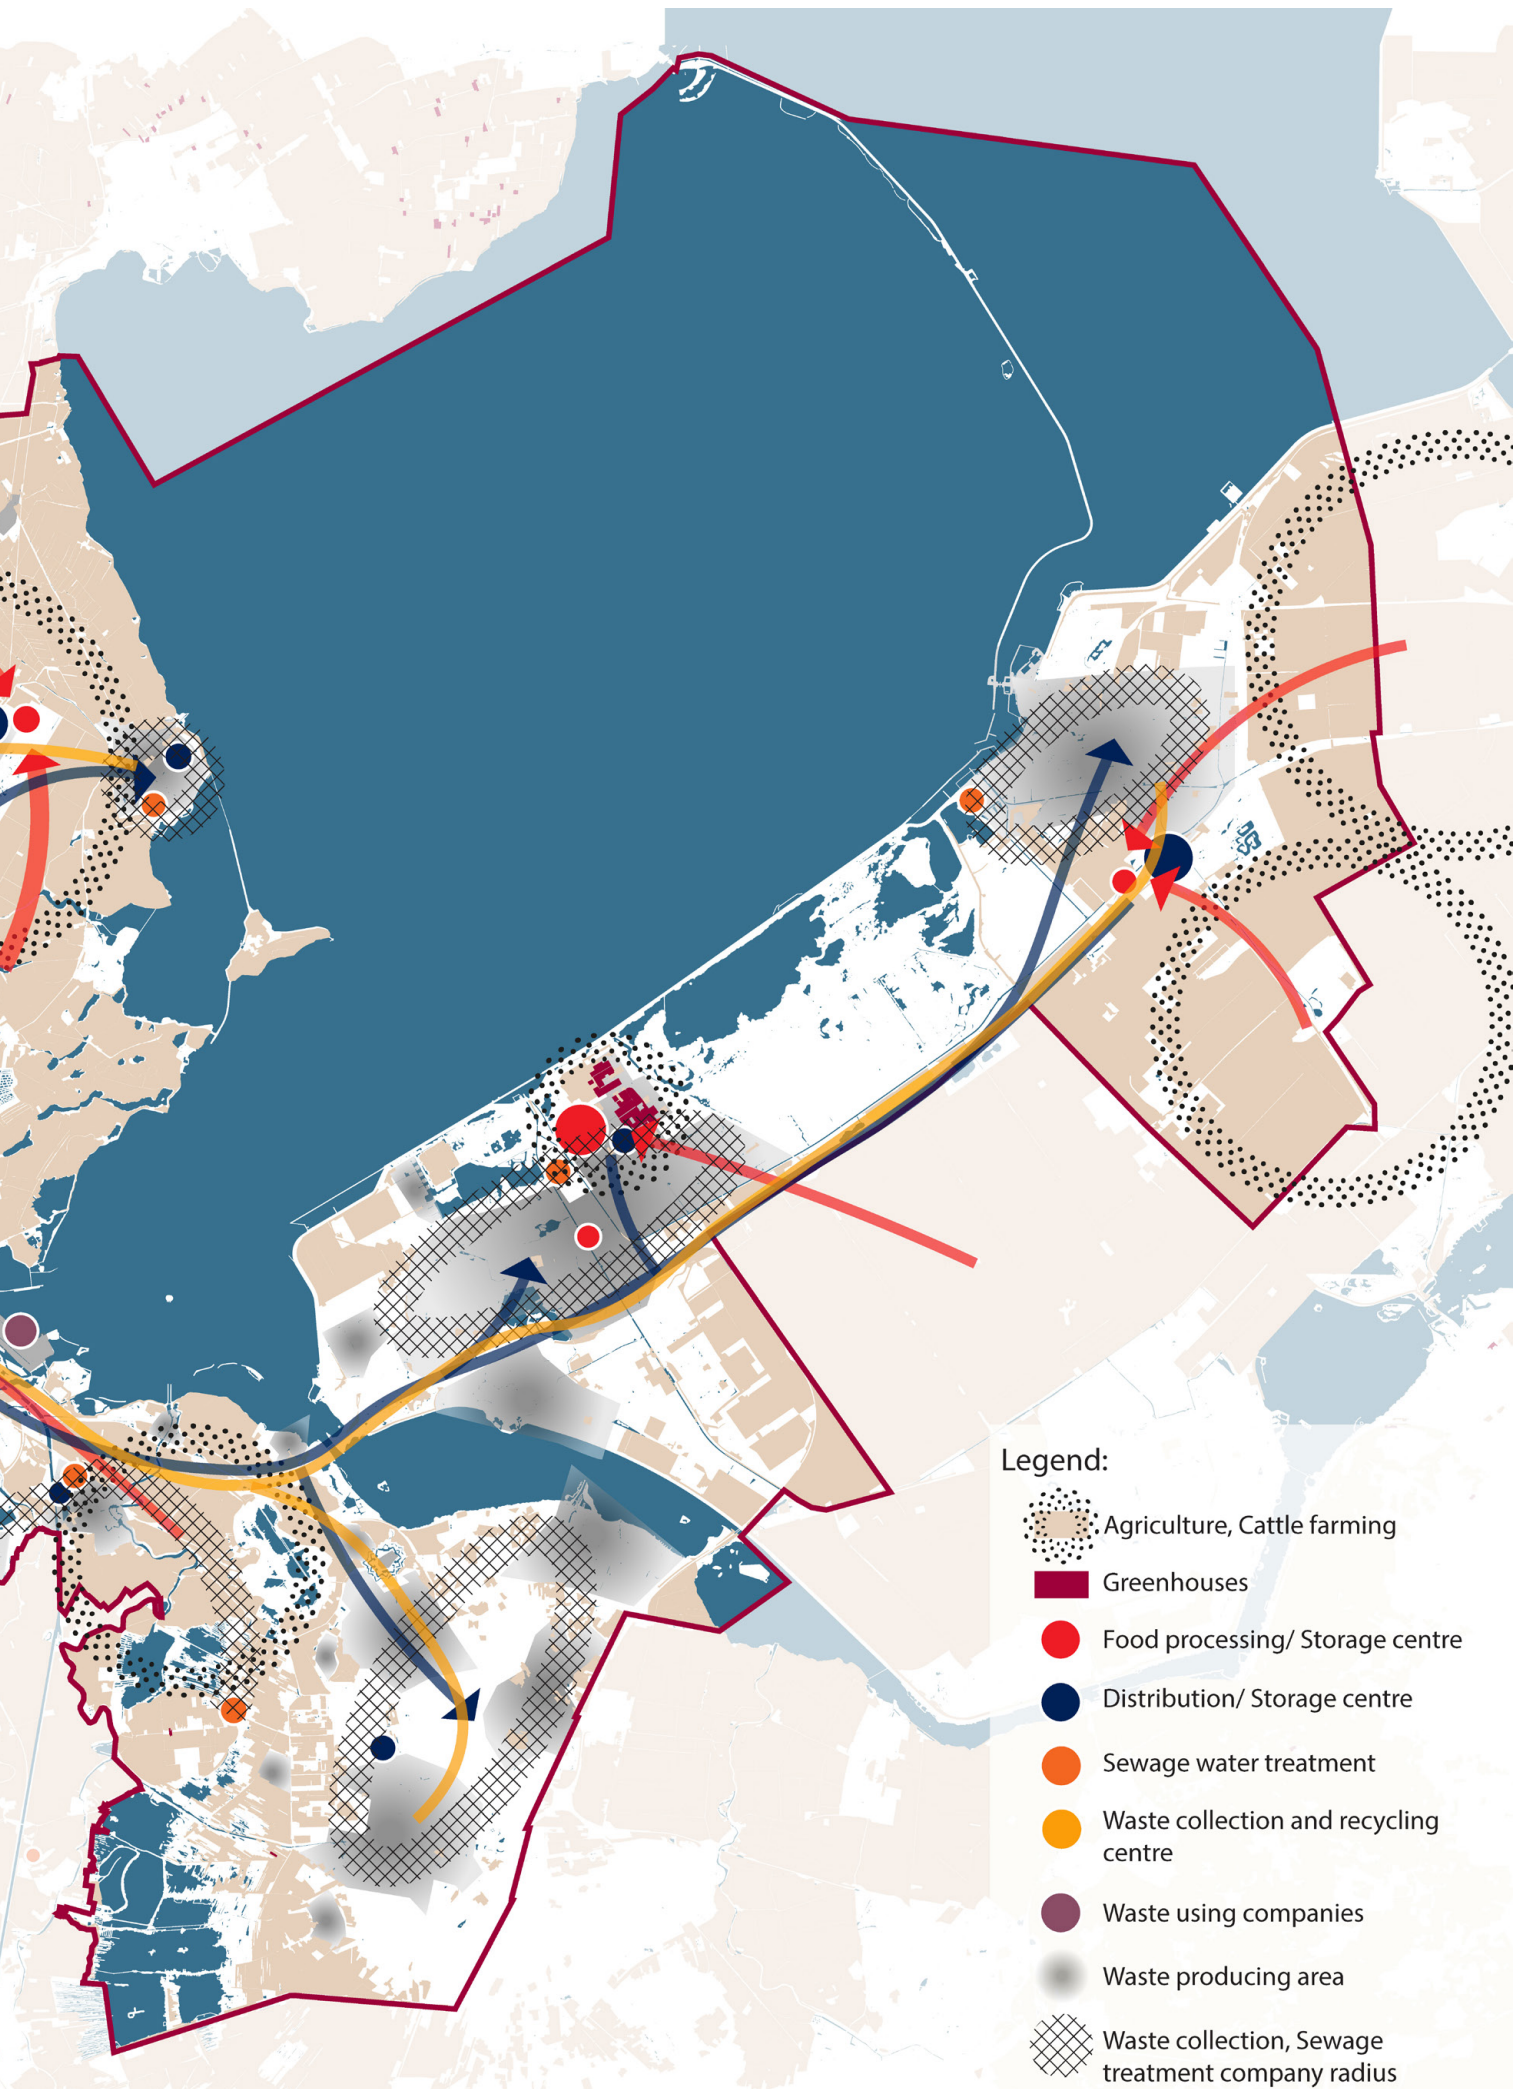 Legend:
Agriculture, Cattle farming
Greenhouses
Food processing/ Storage centre
Distribution/ Storage centre
Sewage water treatment
Waste collection and recycling
centre
Waste using companies
Waste producing area
Waste collection, Sewage
treatment company radius